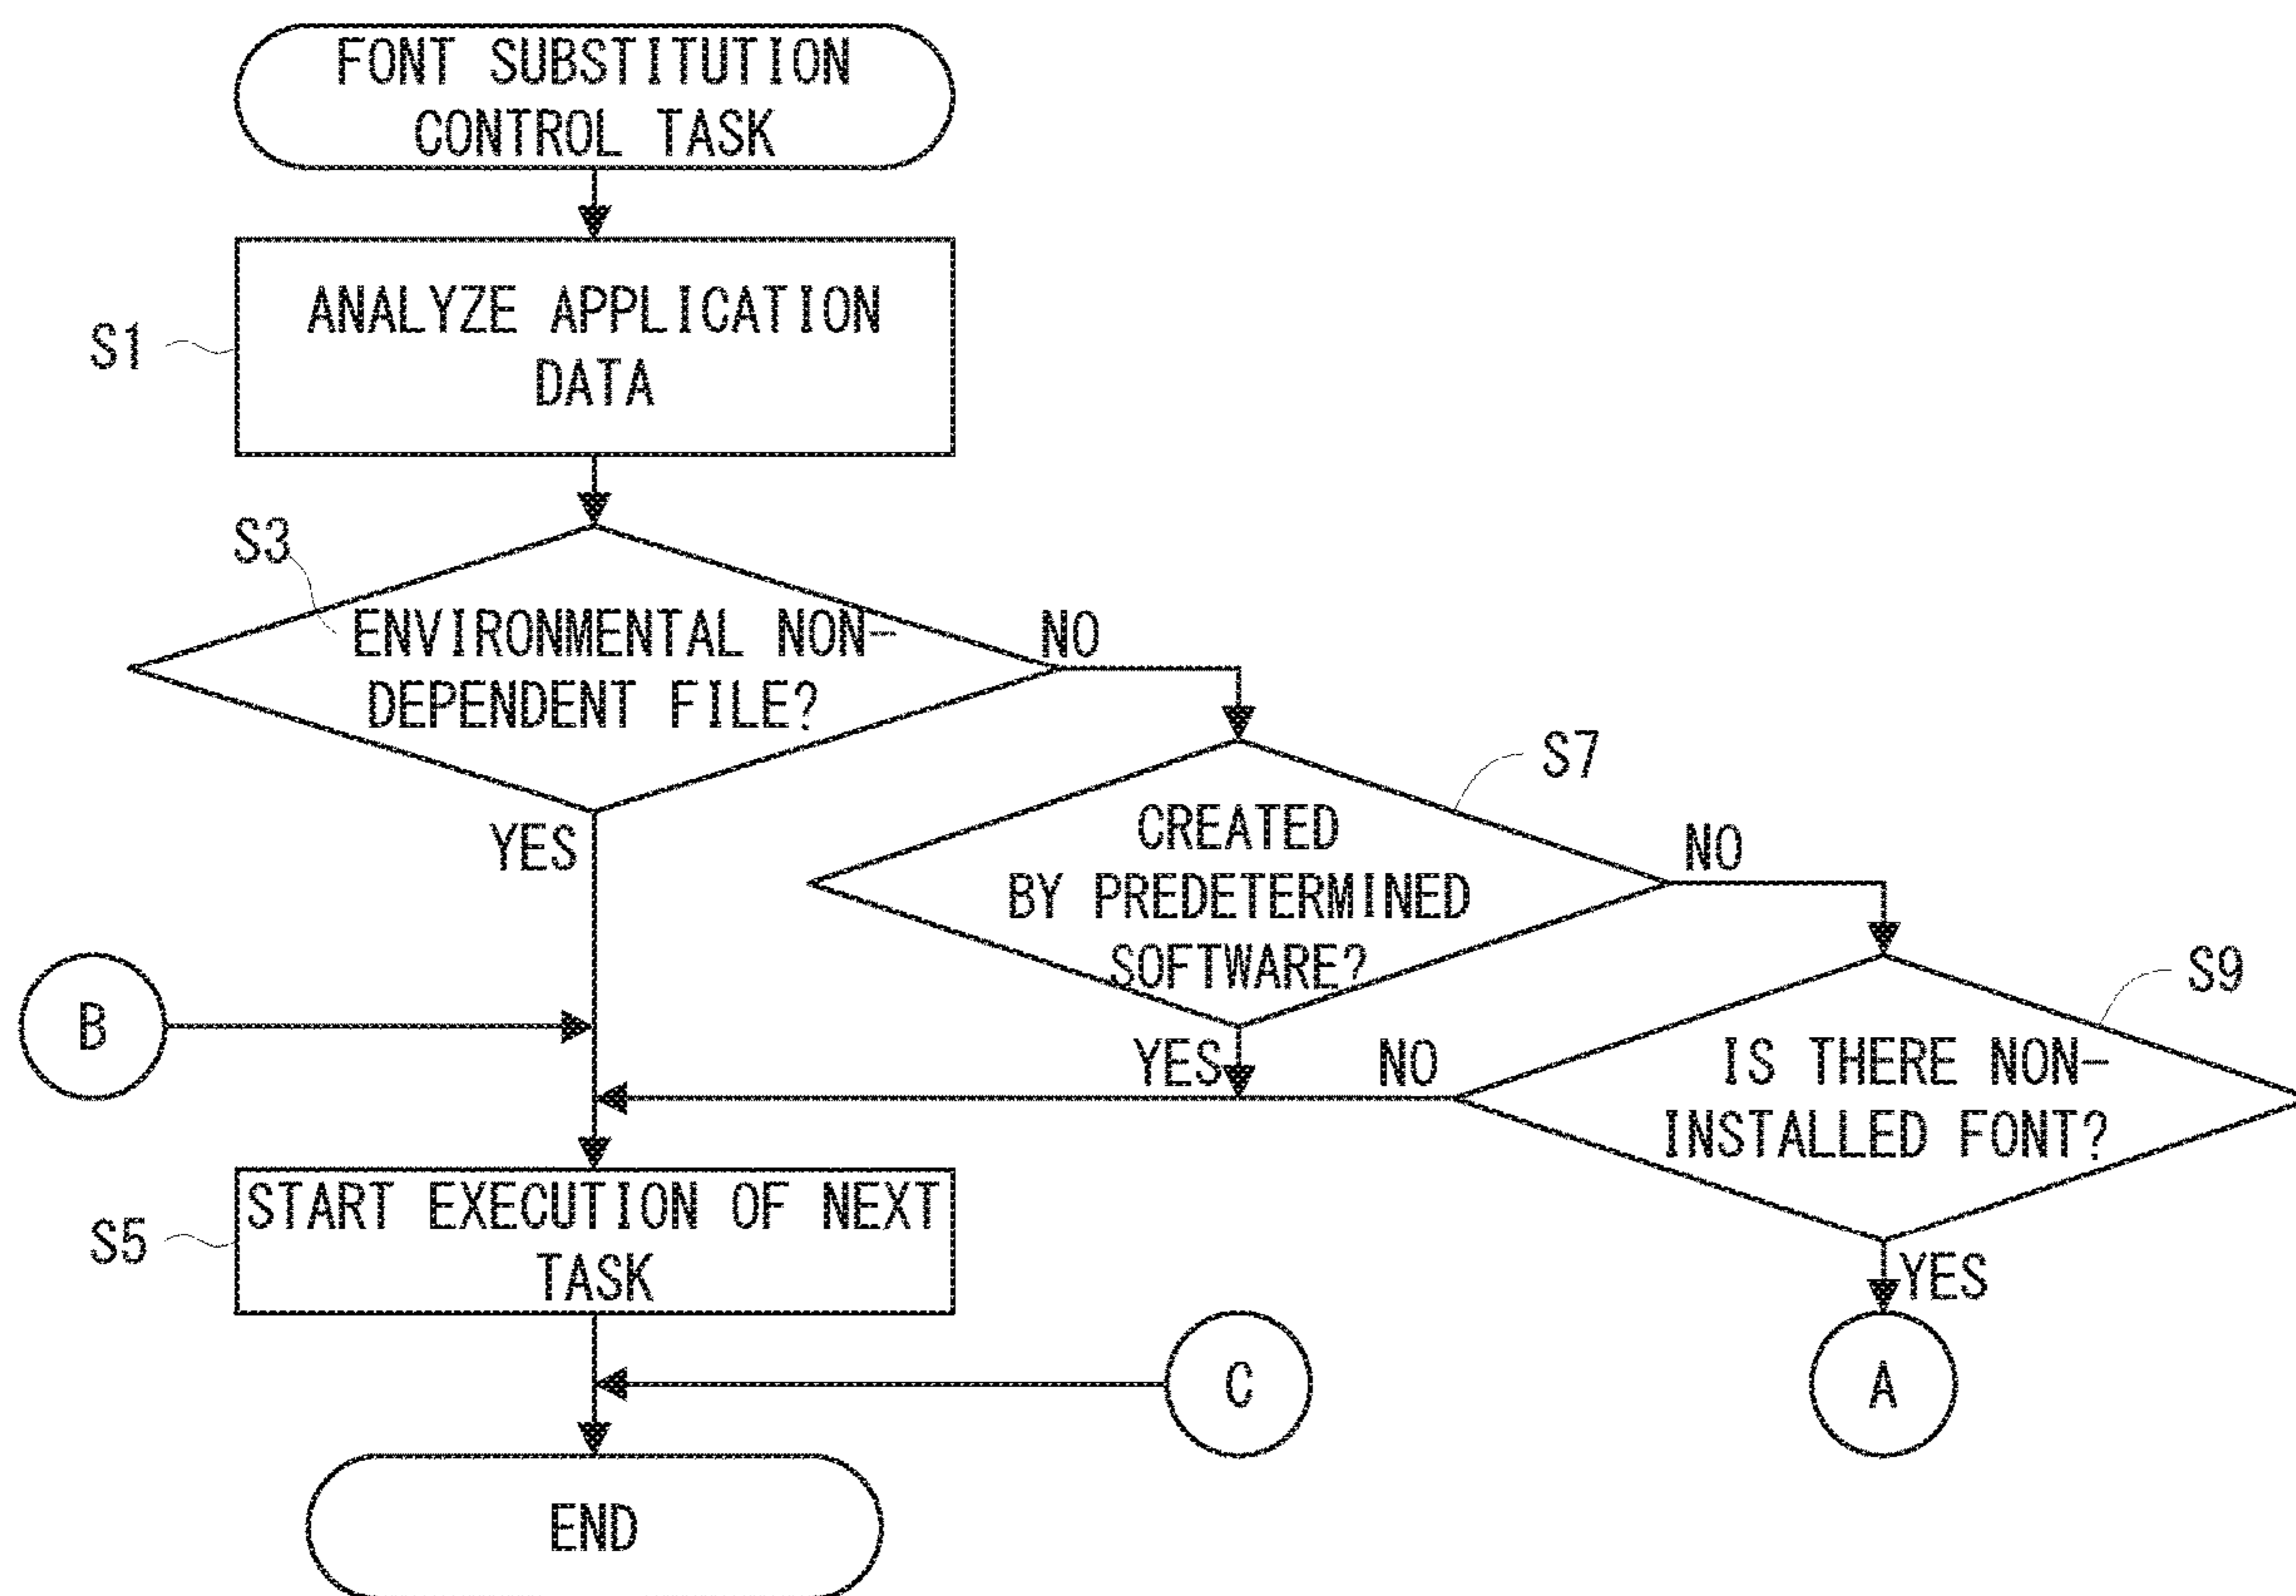 FONT SUBSTITUTION
CONTROL TASK
S1
ANALYZE APPLICATION
DATA
S3
ENVIRONMENTAL NON-
DEPENDENT FILE?
NO
YES
S7
CREATED
BY PREDETERMINED
SOFTWARE?
NO
YES
S9
IS THERE NON-
INSTALLED FONT?
NO
YES
B
S5
START EXECUTION OF NEXT
TASK
C
A
END